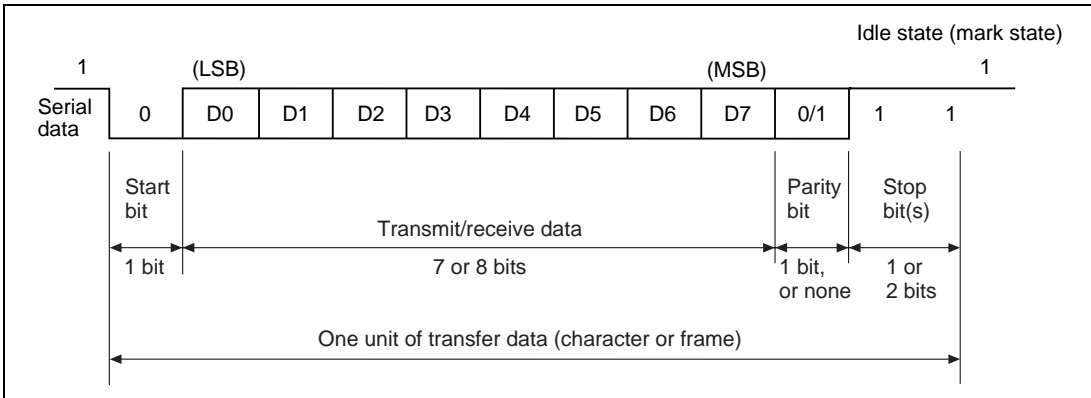 Idle state (mark state)
1 (LSB) (MSB) 1
Serial
data
0 D0 D1 D2 D3 D4 D5 D6 D7 0/1 1 1
Start
bit
Parity
bit
Stop
bit(s)
Transmit/receive data
1 bit
7 or 8 bits
1 bit,
or none
1 or
2 bits
One unit of transfer data (character or frame)